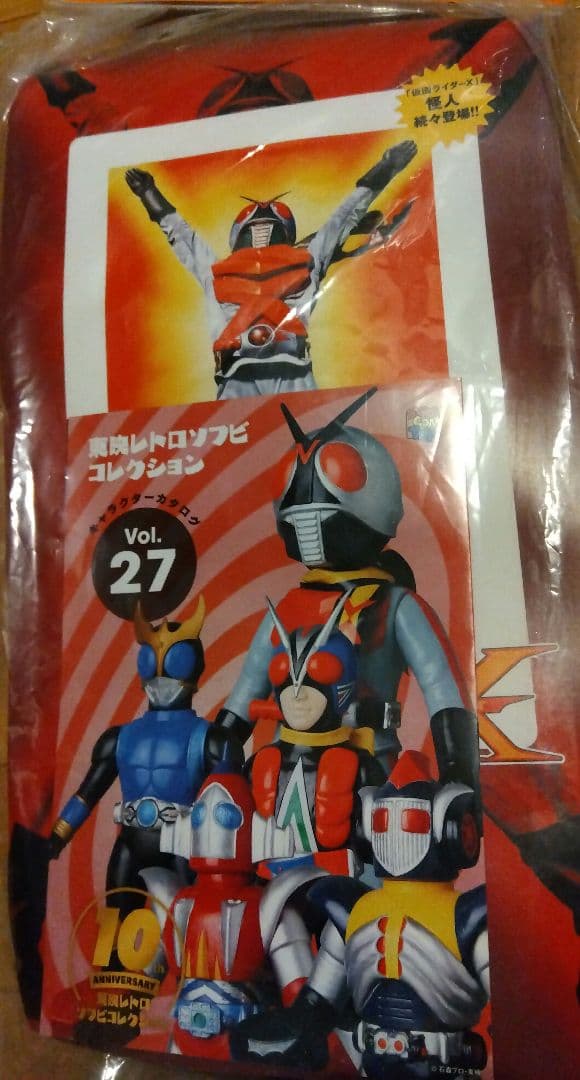 「仮面ライダーX」
怪人
続々登場!!
東映レトロソフビ
コレクション
キャラクターカタログ
Vol.
27
X
10th
ANNIVERSARY
東映レトロ
ソフビコレクション
©石森プロ・東映